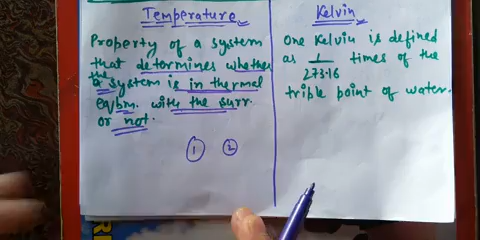 Temperature
Property of a system
that determines whether
the system is in thermal
eqbm. with the surr.
or not.
1 2
Kelvin
One Kelvin is defined
as 1/273.16 times of the
triple point of water.